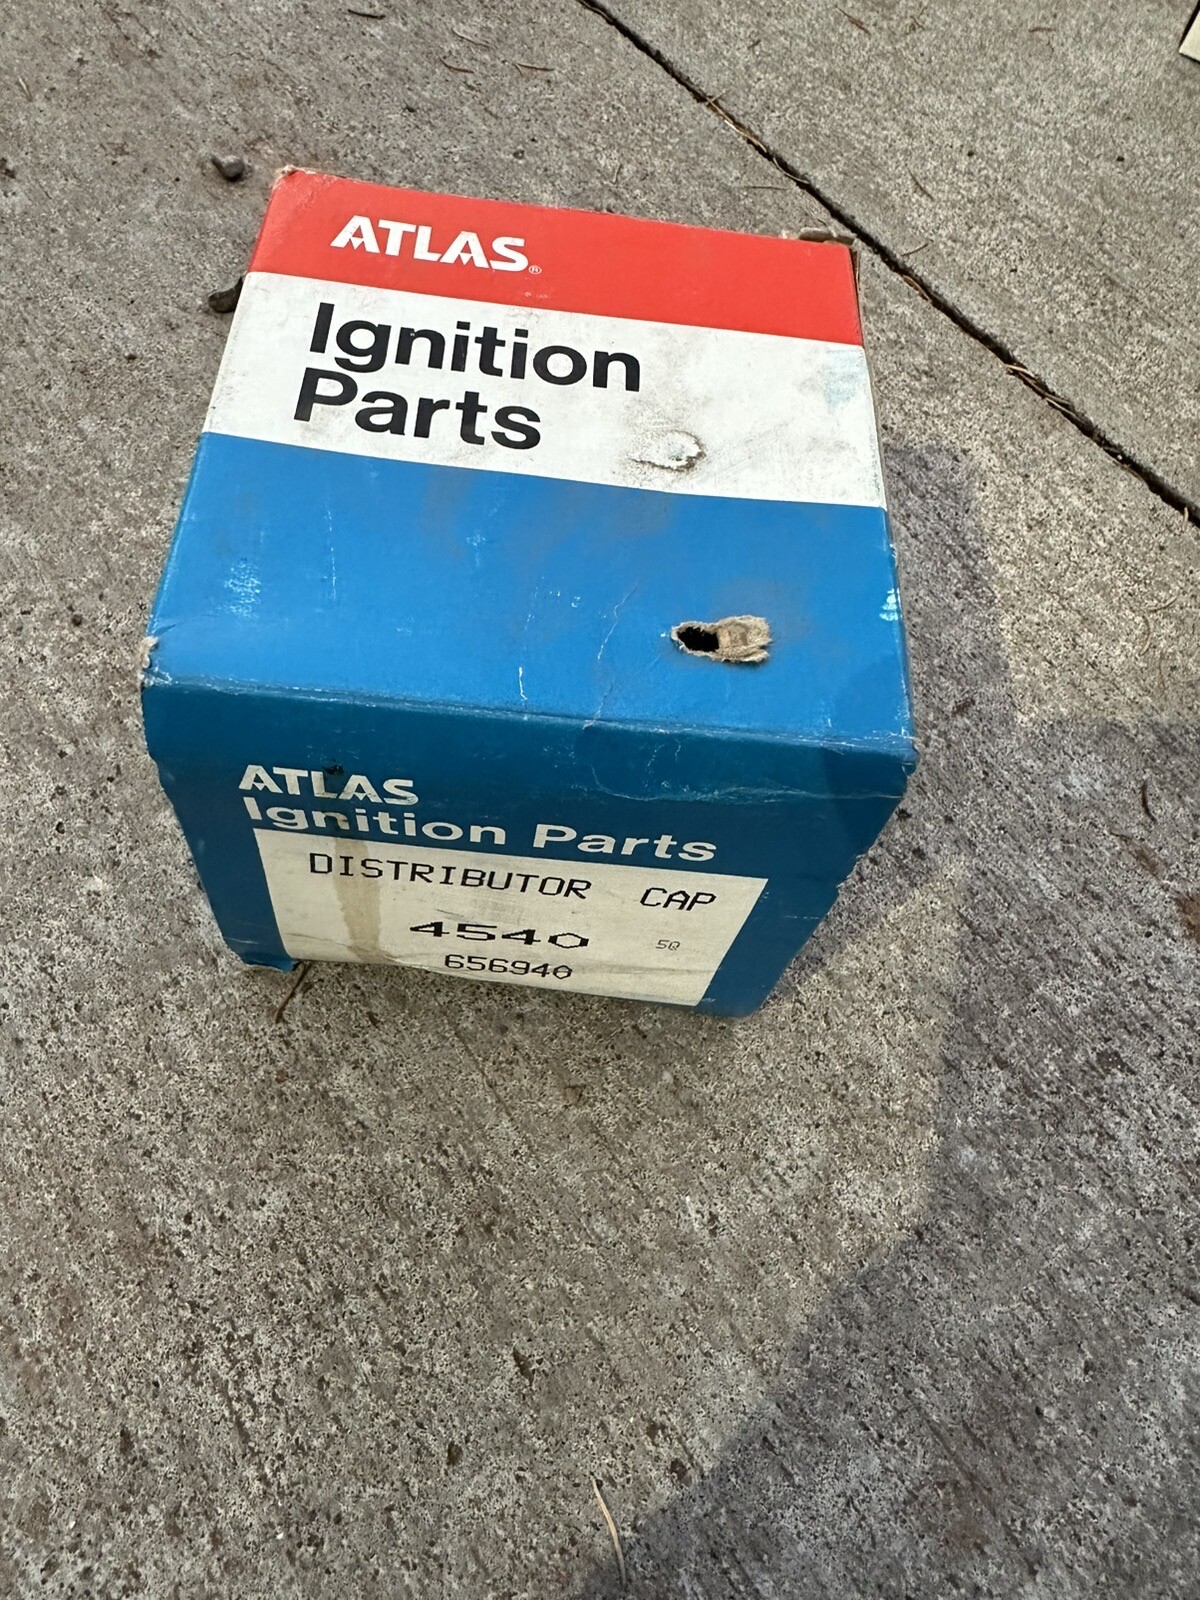 ATLAS®
Ignition
Parts
ATLAS
Ignition Parts
DISTRIBUTOR CAP
4540 5Q
656940